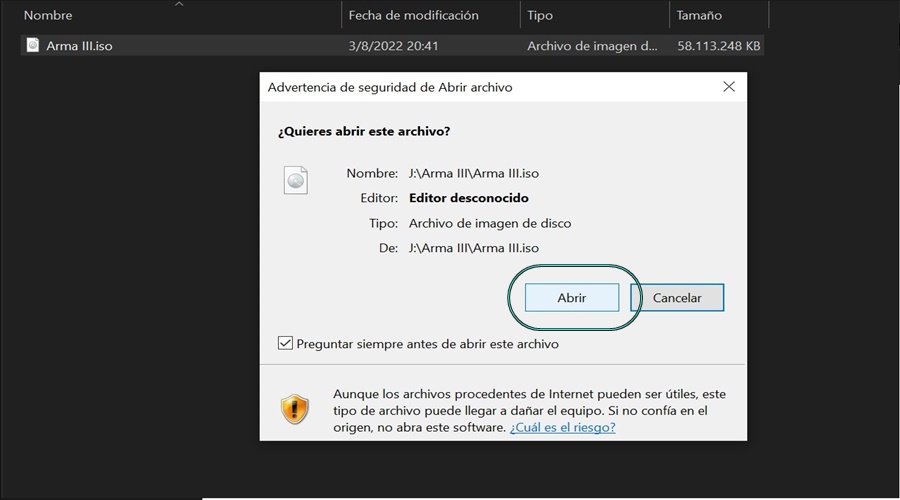 Nombre Fecha de modificación Tipo Tamaño
Arma III.iso 3/8/2022 20:41 Archivo de imagen d... 58.113.248 KB
Advertencia de seguridad de Abrir archivo
¿Quieres abrir este archivo?
Nombre: J:\Arma III\Arma III.iso
Editor: Editor desconocido
Tipo: Archivo de imagen de disco
De: J:\Arma III\Arma III.iso
Abrir Cancelar
Preguntar siempre antes de abrir este archivo
Aunque los archivos procedentes de Internet pueden ser útiles, este
tipo de archivo puede llegar a dañar el equipo. Si no confía en el
origen, no abra este software. ¿Cuál es el riesgo?